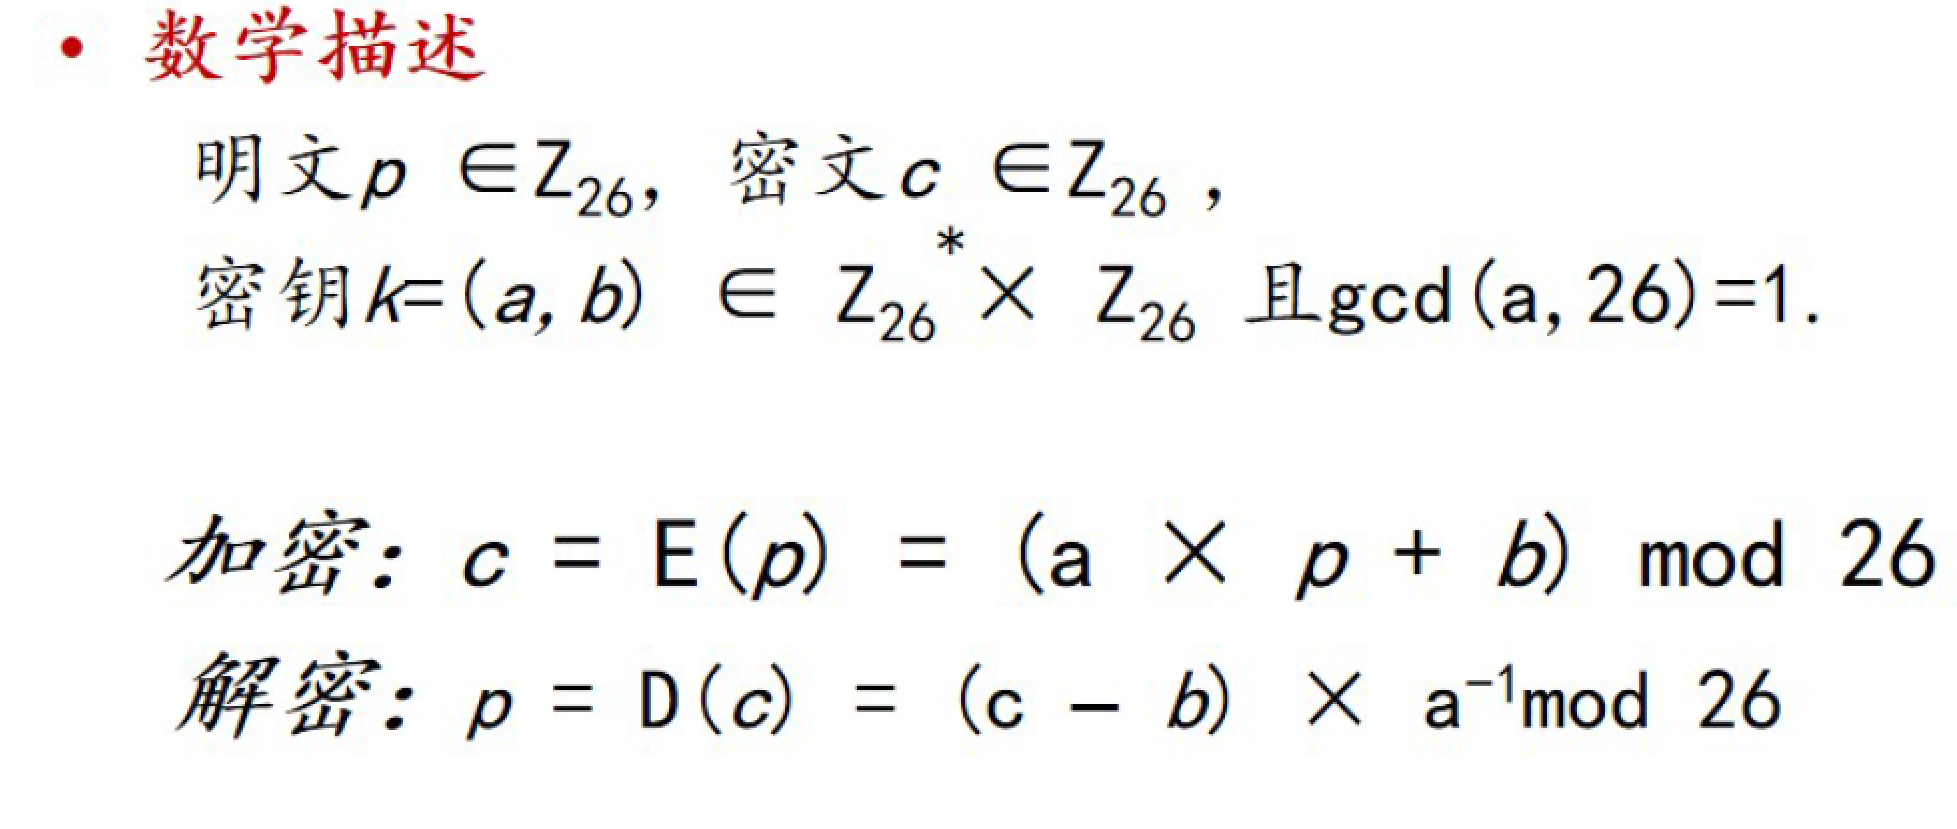 • 数学描述
明文p ∈Z₂₆, 密文c ∈Z₂₆ ,
密钥k=(a, b) ∈ Z₂₆* × Z₂₆ 且gcd(a, 26)=1.
加密: c = E(p) = (a × p + b) mod 26
解密: p = D(c) = (c – b) × a⁻¹mod 26